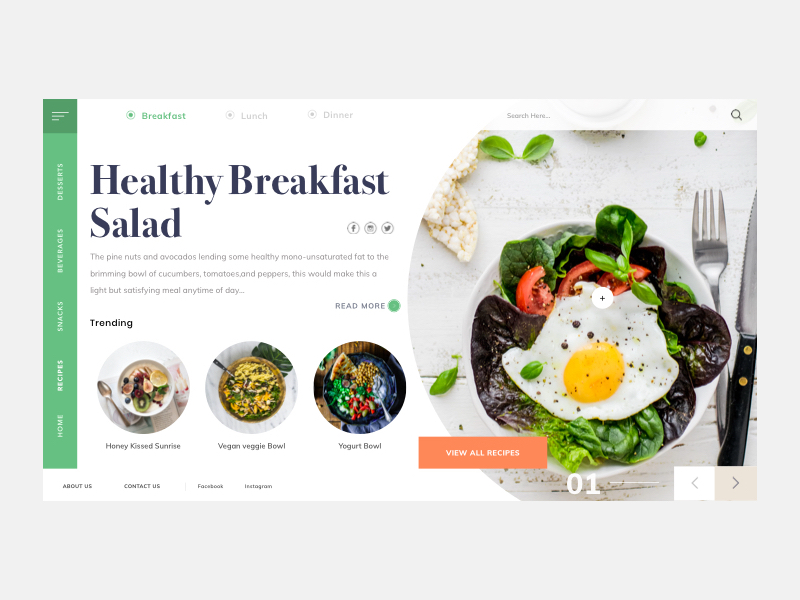 Breakfast
Lunch
Dinner
Search Here...
DESSERTS
BEVERAGES
SNACKS
RECIPES
HOME
Healthy Breakfast
Salad
The pine nuts and avocados lending some healthy mono-unsaturated fat to the
brimming bowl of cucumbers, tomatoes,and peppers, this would make this a
light but satisfying meal anytime of day...
READ MORE
Trending
Honey Kissed Sunrise
Vegan veggie Bowl
Yogurt Bowl
VIEW ALL RECIPES
01
ABOUT US
CONTACT US
Facebook
Instagram